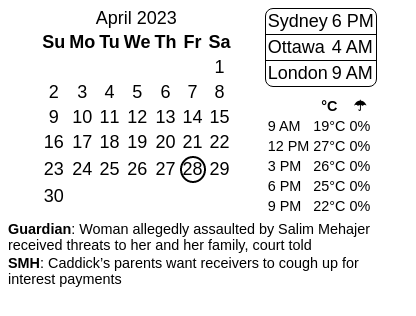 April 2023
Su Mo Tu We Th Fr Sa
1
2 3 4 5 6 7 8
9 10 11 12 13 14 15
16 17 18 19 20 21 22
23 24 25 26 27 28 29
30
Sydney 6 PM
Ottawa 4 AM
London 9 AM
°C ☂
9 AM 19°C 0%
12 PM 27°C 0%
3 PM 26°C 0%
6 PM 25°C 0%
9 PM 22°C 0%
Guardian: Woman allegedly assaulted by Salim Mehajer
received threats to her and her family, court told
SMH: Caddick’s parents want receivers to cough up for
interest payments